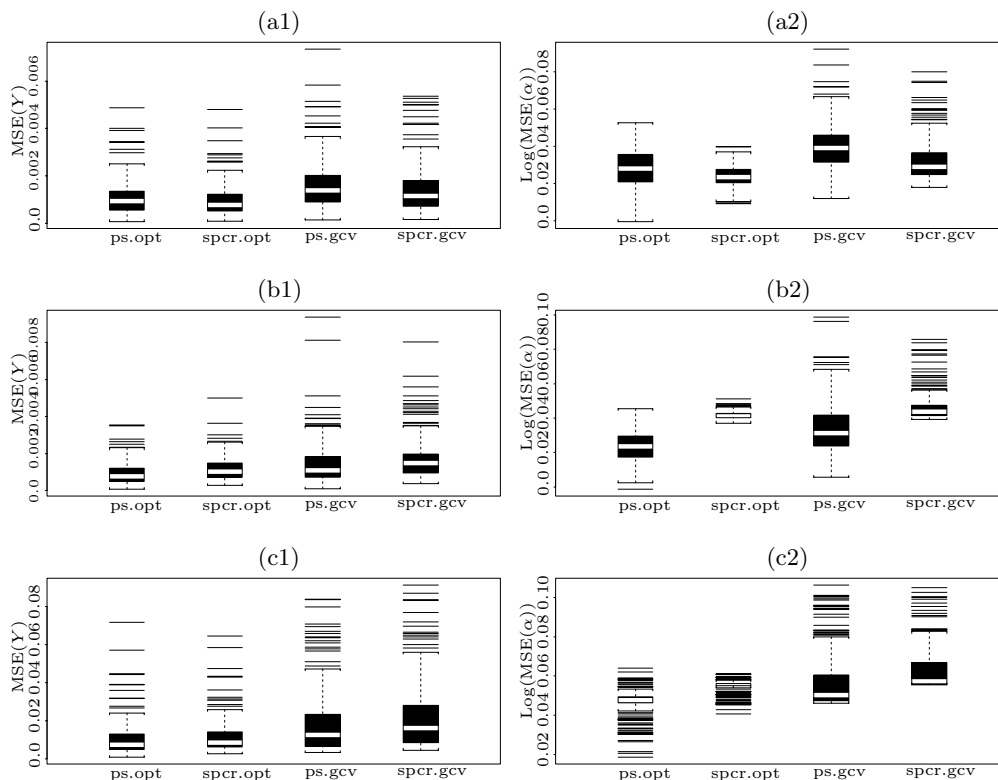 (a1)
MSE(Y)
0.0 0.002 0.004 0.006
ps.opt spcr.opt ps.gcv spcr.gcv
(a2)
Log(MSE(α))
0.0 0.02 0.04 0.06 0.08
ps.opt spcr.opt ps.gcv spcr.gcv
(b1)
MSE(Y)
0.0 0.002 0.004 0.006 0.008
ps.opt spcr.opt ps.gcv spcr.gcv
(b2)
Log(MSE(α))
0.0 0.02 0.04 0.06 0.08 0.10
ps.opt spcr.opt ps.gcv spcr.gcv
(c1)
MSE(Y)
0.0 0.02 0.04 0.06 0.08
ps.opt spcr.opt ps.gcv spcr.gcv
(c2)
Log(MSE(α))
0.02 0.04 0.06 0.08 0.10
ps.opt spcr.opt ps.gcv spcr.gcv